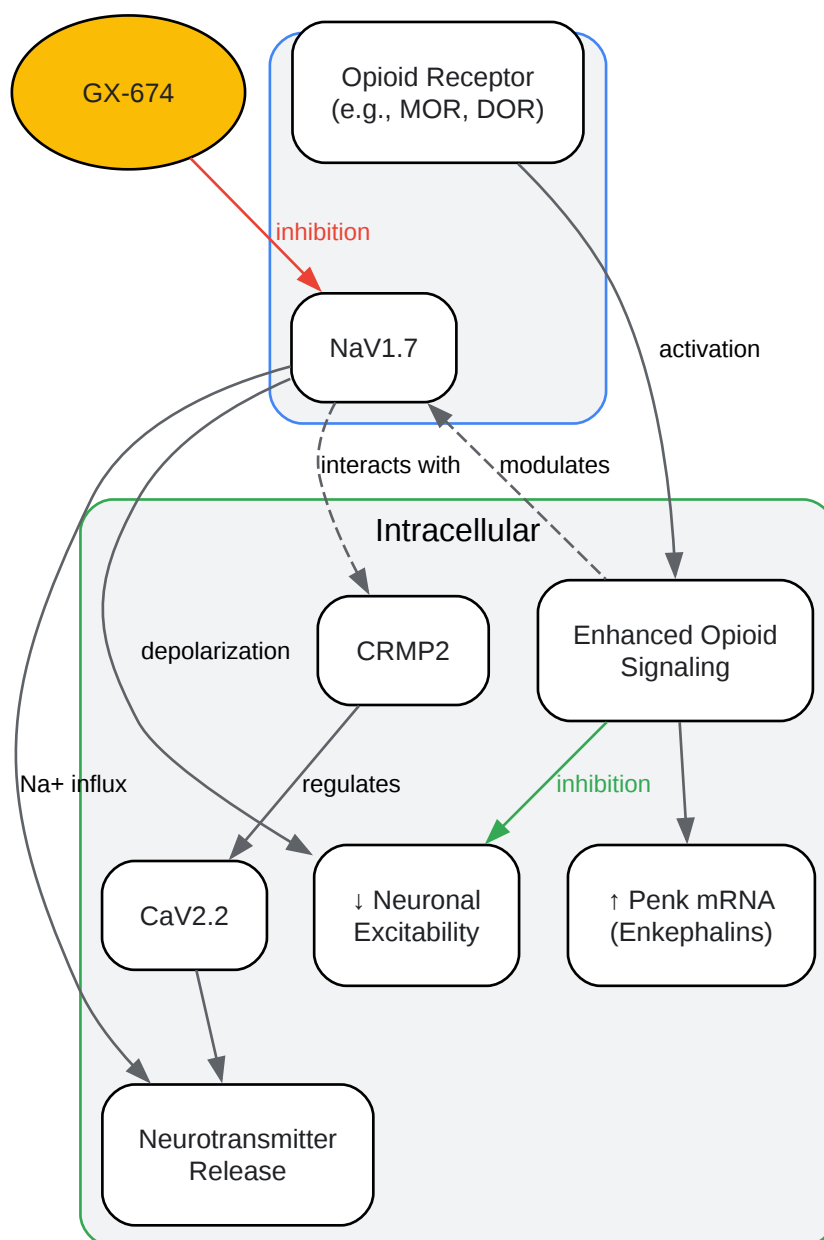 GX-674
Opioid Receptor
(e.g., MOR, DOR)
inhibition
NaV1.7
activation
interacts with
modulates
Intracellular
depolarization
CRMP2
Enhanced Opioid
Signaling
Na+ influx
regulates
inhibition
CaV2.2
↓ Neuronal
Excitability
↑ Penk mRNA
(Enkephalins)
Neurotransmitter
Release